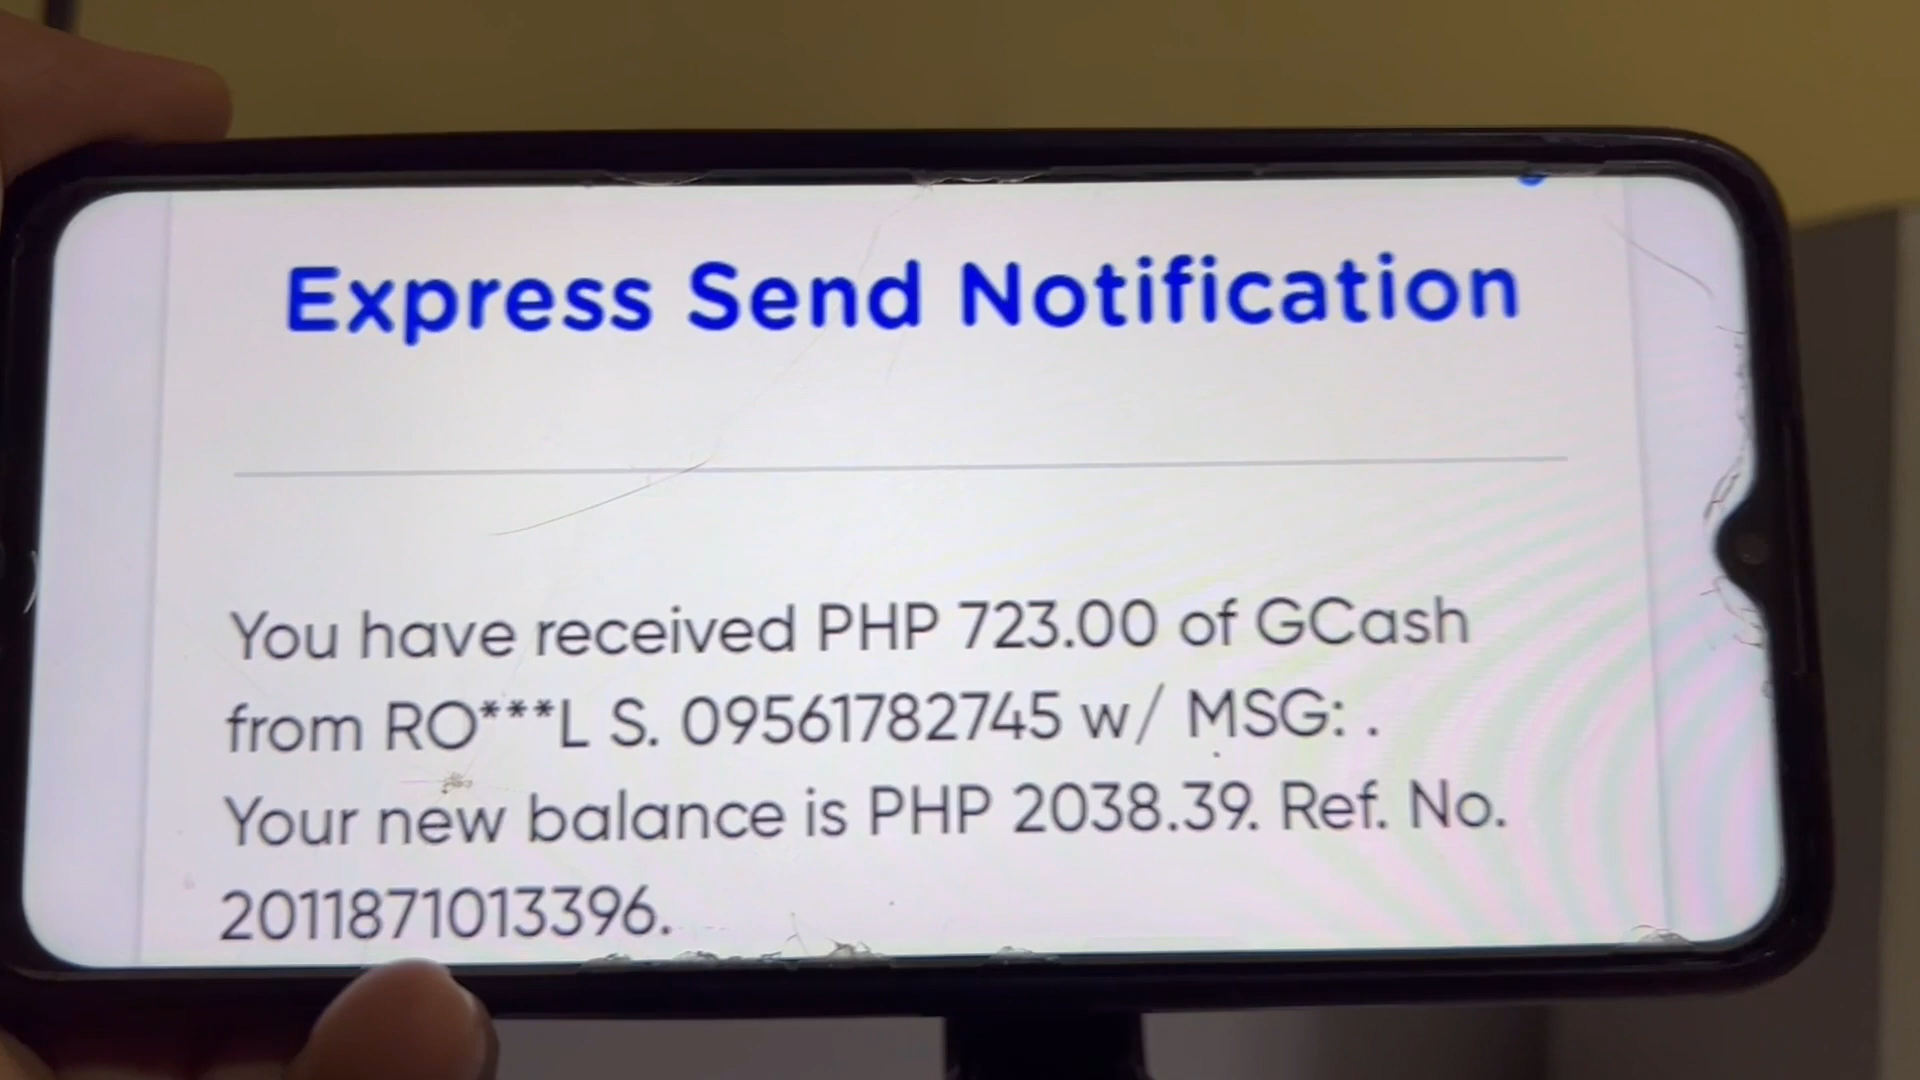 Express Send Notification
You have received PHP 723.00 of GCash
from RO***L S. 09561782745 w/ MSG: .
Your new balance is PHP 2038.39. Ref. No.
2011871013396.